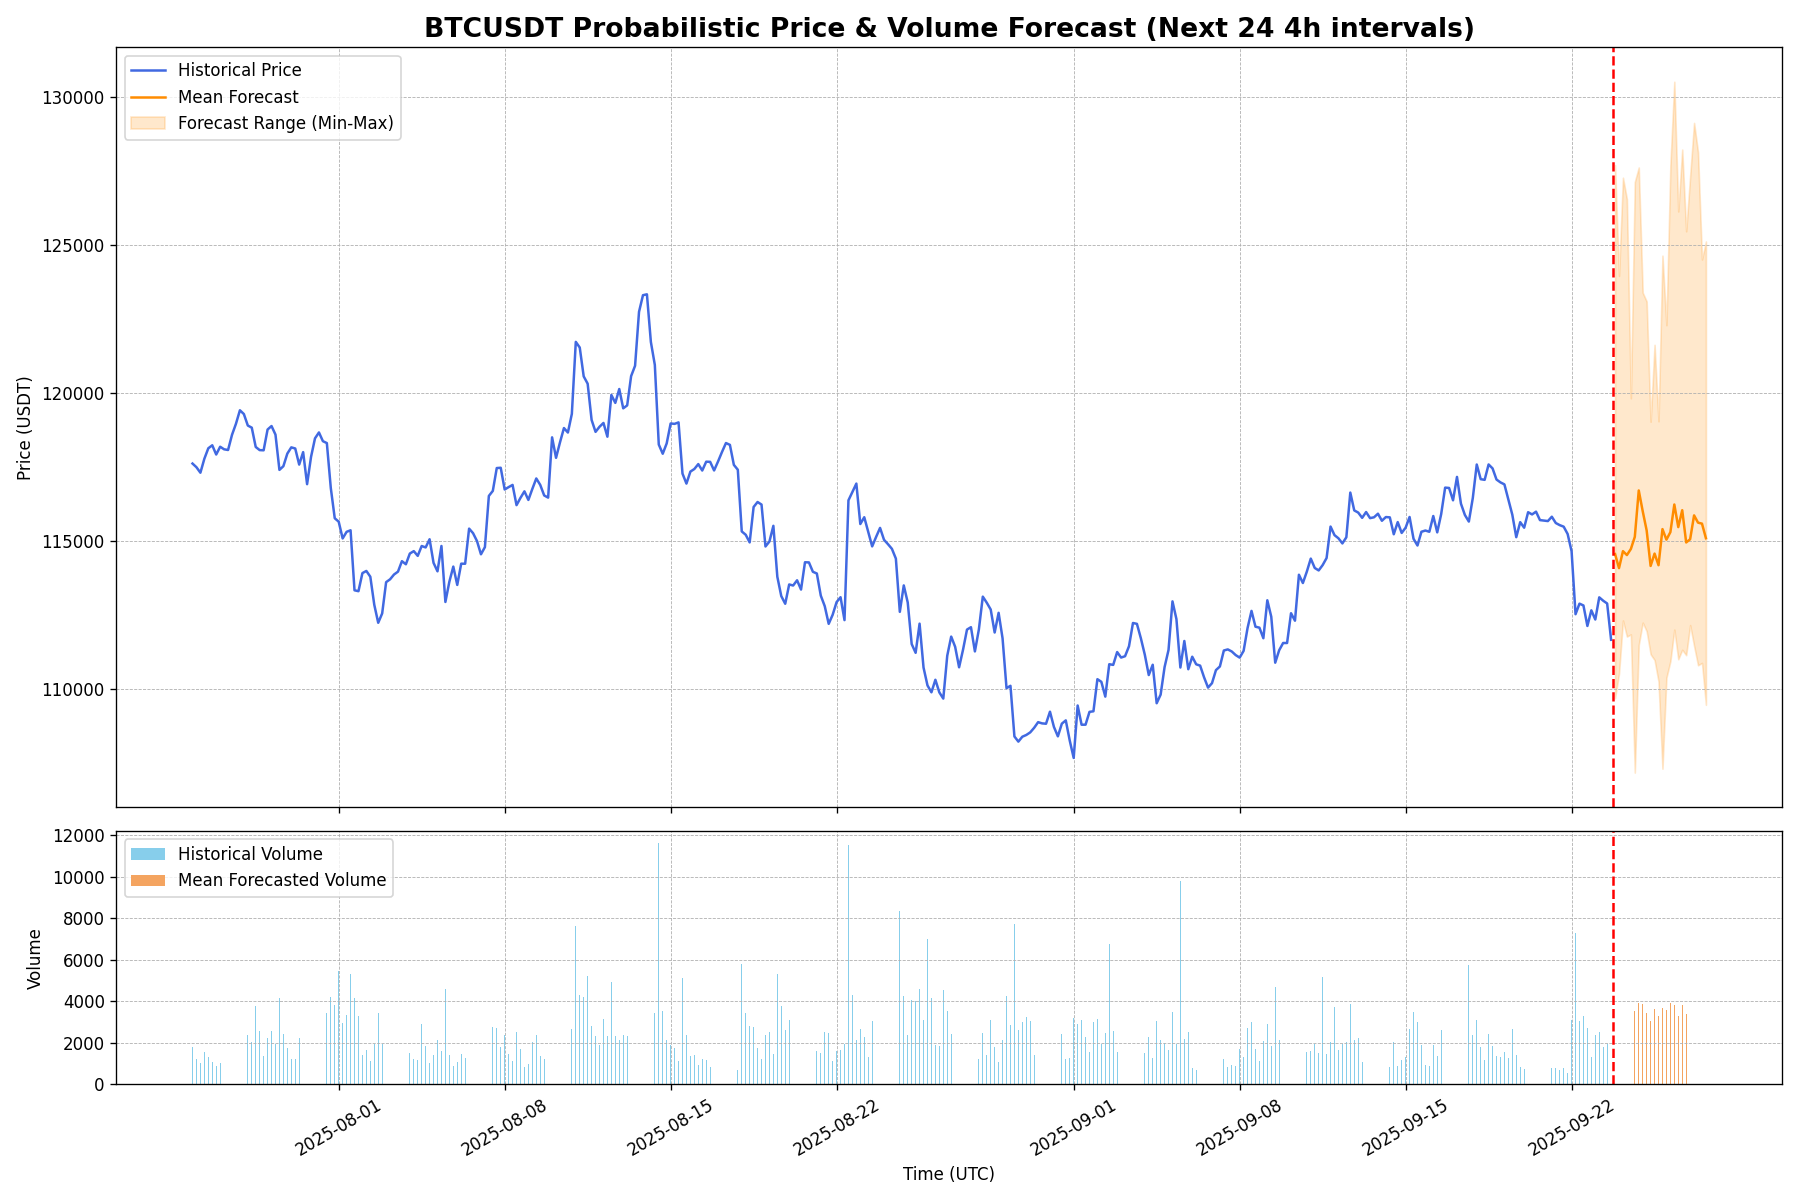 BTCUSDT Probabilistic Price & Volume Forecast (Next 24 4h intervals)
Historical Price
Mean Forecast
Forecast Range (Min-Max)
130000
125000
120000
115000
110000
Price (USDT)
Historical Volume
Mean Forecasted Volume
12000
10000
8000
6000
4000
2000
0
Volume
2025-08-01
2025-08-08
2025-08-15
2025-08-22
2025-09-01
2025-09-08
2025-09-15
2025-09-22
Time (UTC)